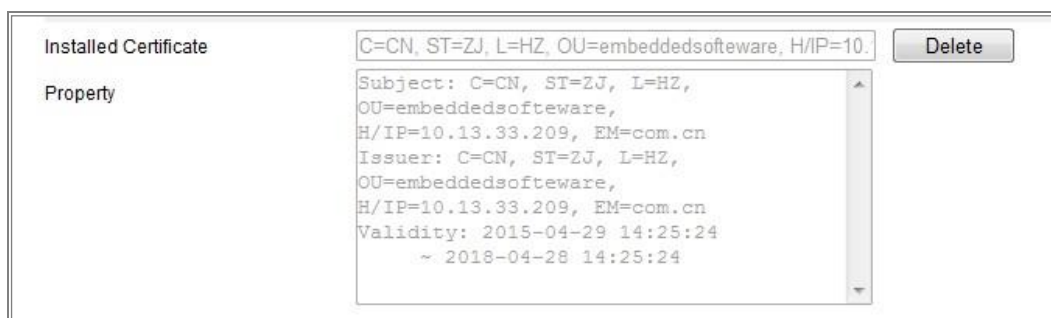 Installed Certificate
C=CN, ST=ZJ, L=HZ, OU=embeddedsofteware, H/IP=10.
Delete
Property
Subject: C=CN, ST=ZJ, L=HZ,
OU=embeddedsofteware,
H/IP=10.13.33.209, EM=com.cn
Issuer: C=CN, ST=ZJ, L=HZ,
OU=embeddedsofteware,
H/IP=10.13.33.209, EM=com.cn
Validity: 2015-04-29 14:25:24
~ 2018-04-28 14:25:24